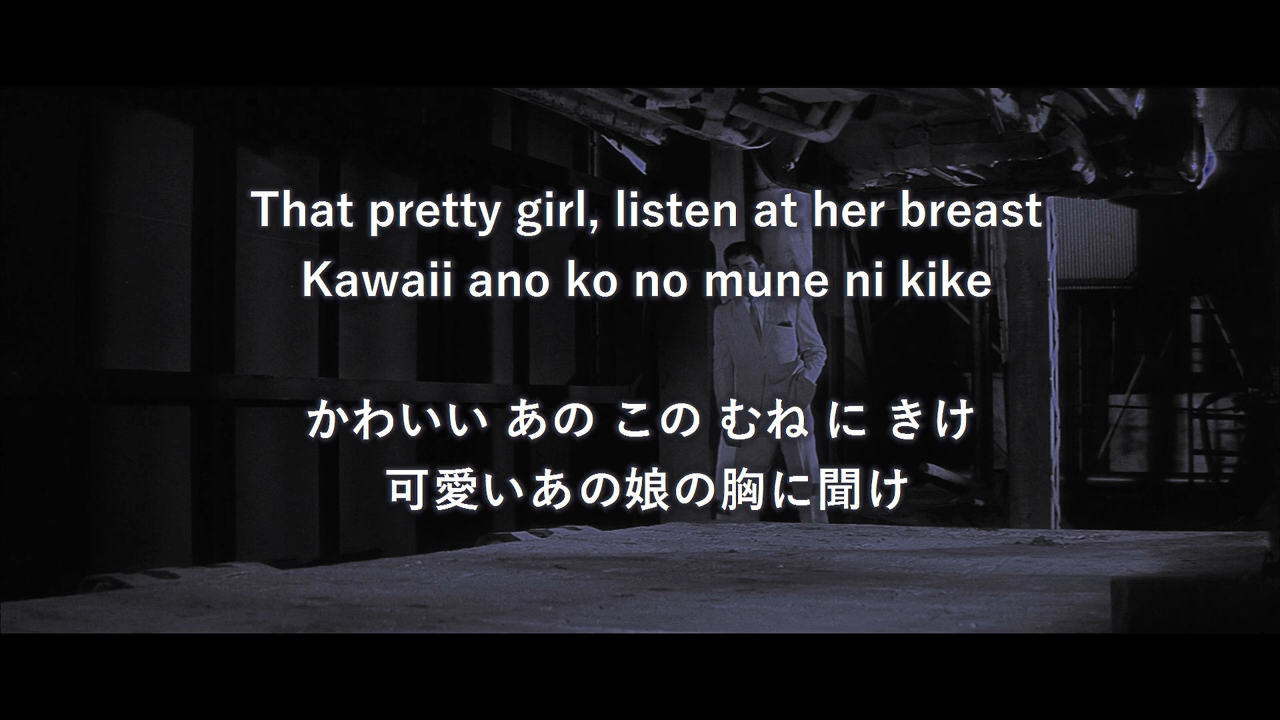 That pretty girl, listen at her breast
Kawaii ano ko no mune ni kike
かわいい あの この むね に きけ
可愛いあの娘の胸に聞け